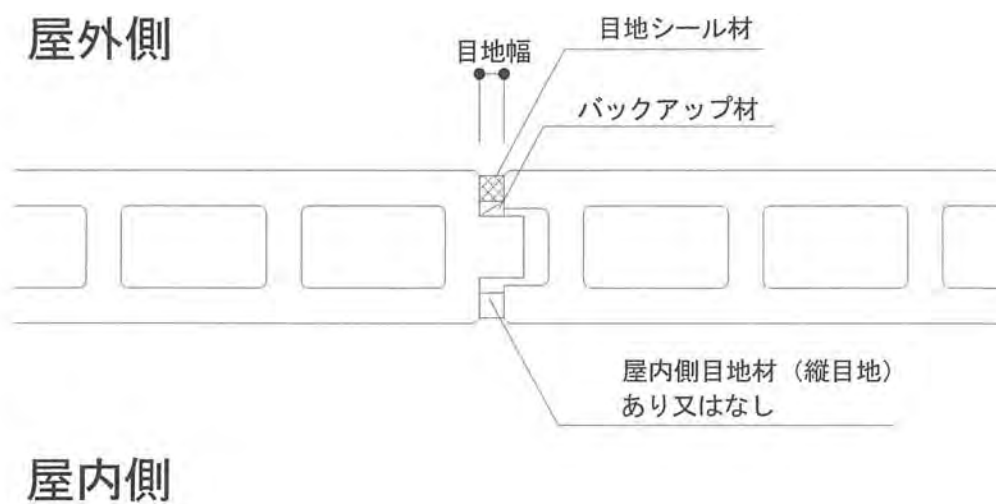 屋外側
目地幅
目地シール材
バックアップ材
屋内側目地材（縦目地）
あり又はなし
屋内側